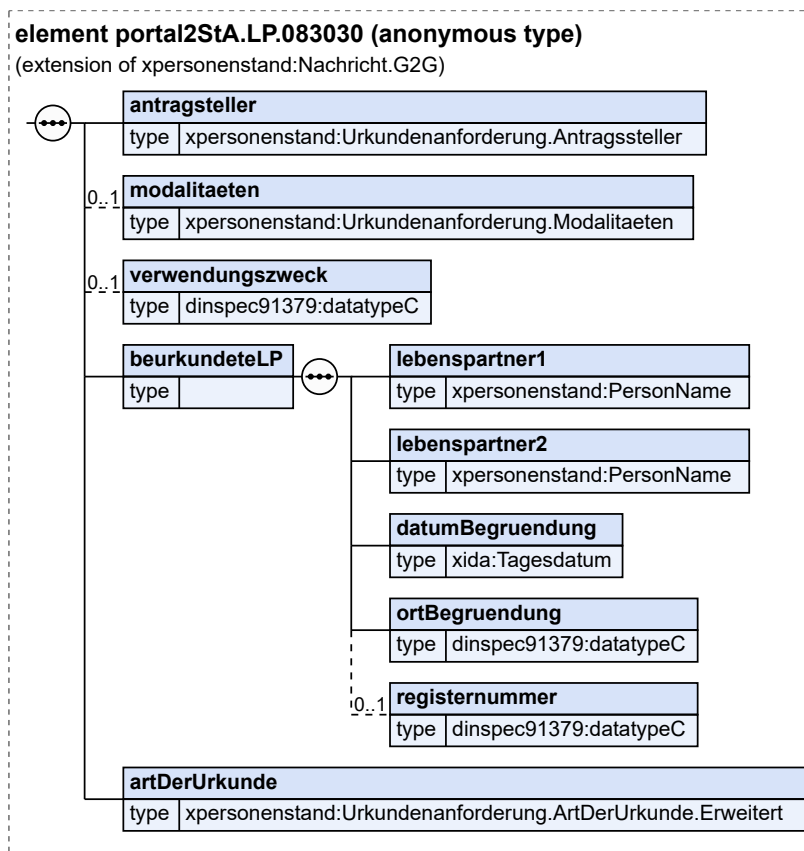 element portal2StA.LP.083030 (anonymous type)
(extension of xpersonenstand:Nachricht.G2G)
antragsteller
type xpersonenstand:Urkundenanforderung.Antragssteller
0..1
modalitaeten
type xpersonenstand:Urkundenanforderung.Modalitaeten
0..1
verwendungszweck
type dinspec91379:datatypeC
beurkundeteLP
type
lebenspartner1
type xpersonenstand:PersonName
lebenspartner2
type xpersonenstand:PersonName
datumBegruendung
type xida:Tagesdatum
ortBegruendung
type dinspec91379:datatypeC
0..1
registernummer
type dinspec91379:datatypeC
artDerUrkunde
type xpersonenstand:Urkundenanforderung.ArtDerUrkunde.Erweitert